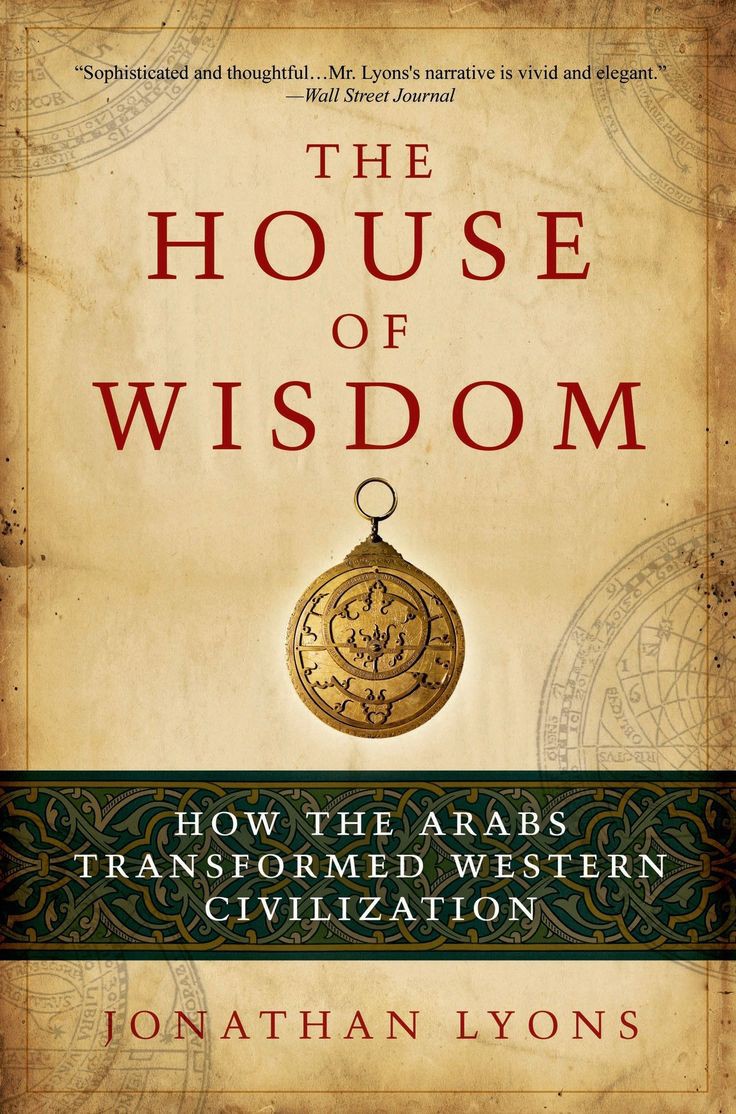 “Sophisticated and thoughtful…Mr. Lyons's narrative is vivid and elegant.”
—Wall Street Journal
THE
HOUSE
OF
WISDOM
HOW THE ARABS
TRANSFORMED WESTERN
CIVILIZATION
JONATHAN LYONS